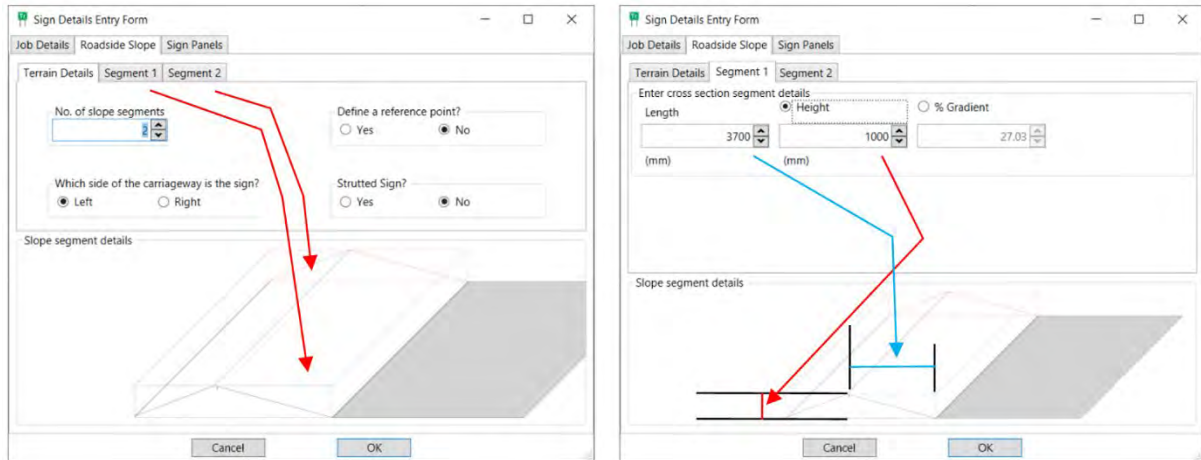 Sign Details Entry Form
Job Details Roadside Slope Sign Panels
Terrain Details Segment 1 Segment 2
No. of slope segments
2
Define a reference point?
Yes No
Which side of the carriageway is the sign?
Left Right
Strutted Sign?
Yes No
Slope segment details
Cancel OK
Sign Details Entry Form
Job Details Roadside Slope Sign Panels
Terrain Details Segment 1 Segment 2
Enter cross section segment details
Length Height % Gradient
3700 1000 27.03
(mm) (mm)
Slope segment details
Cancel OK